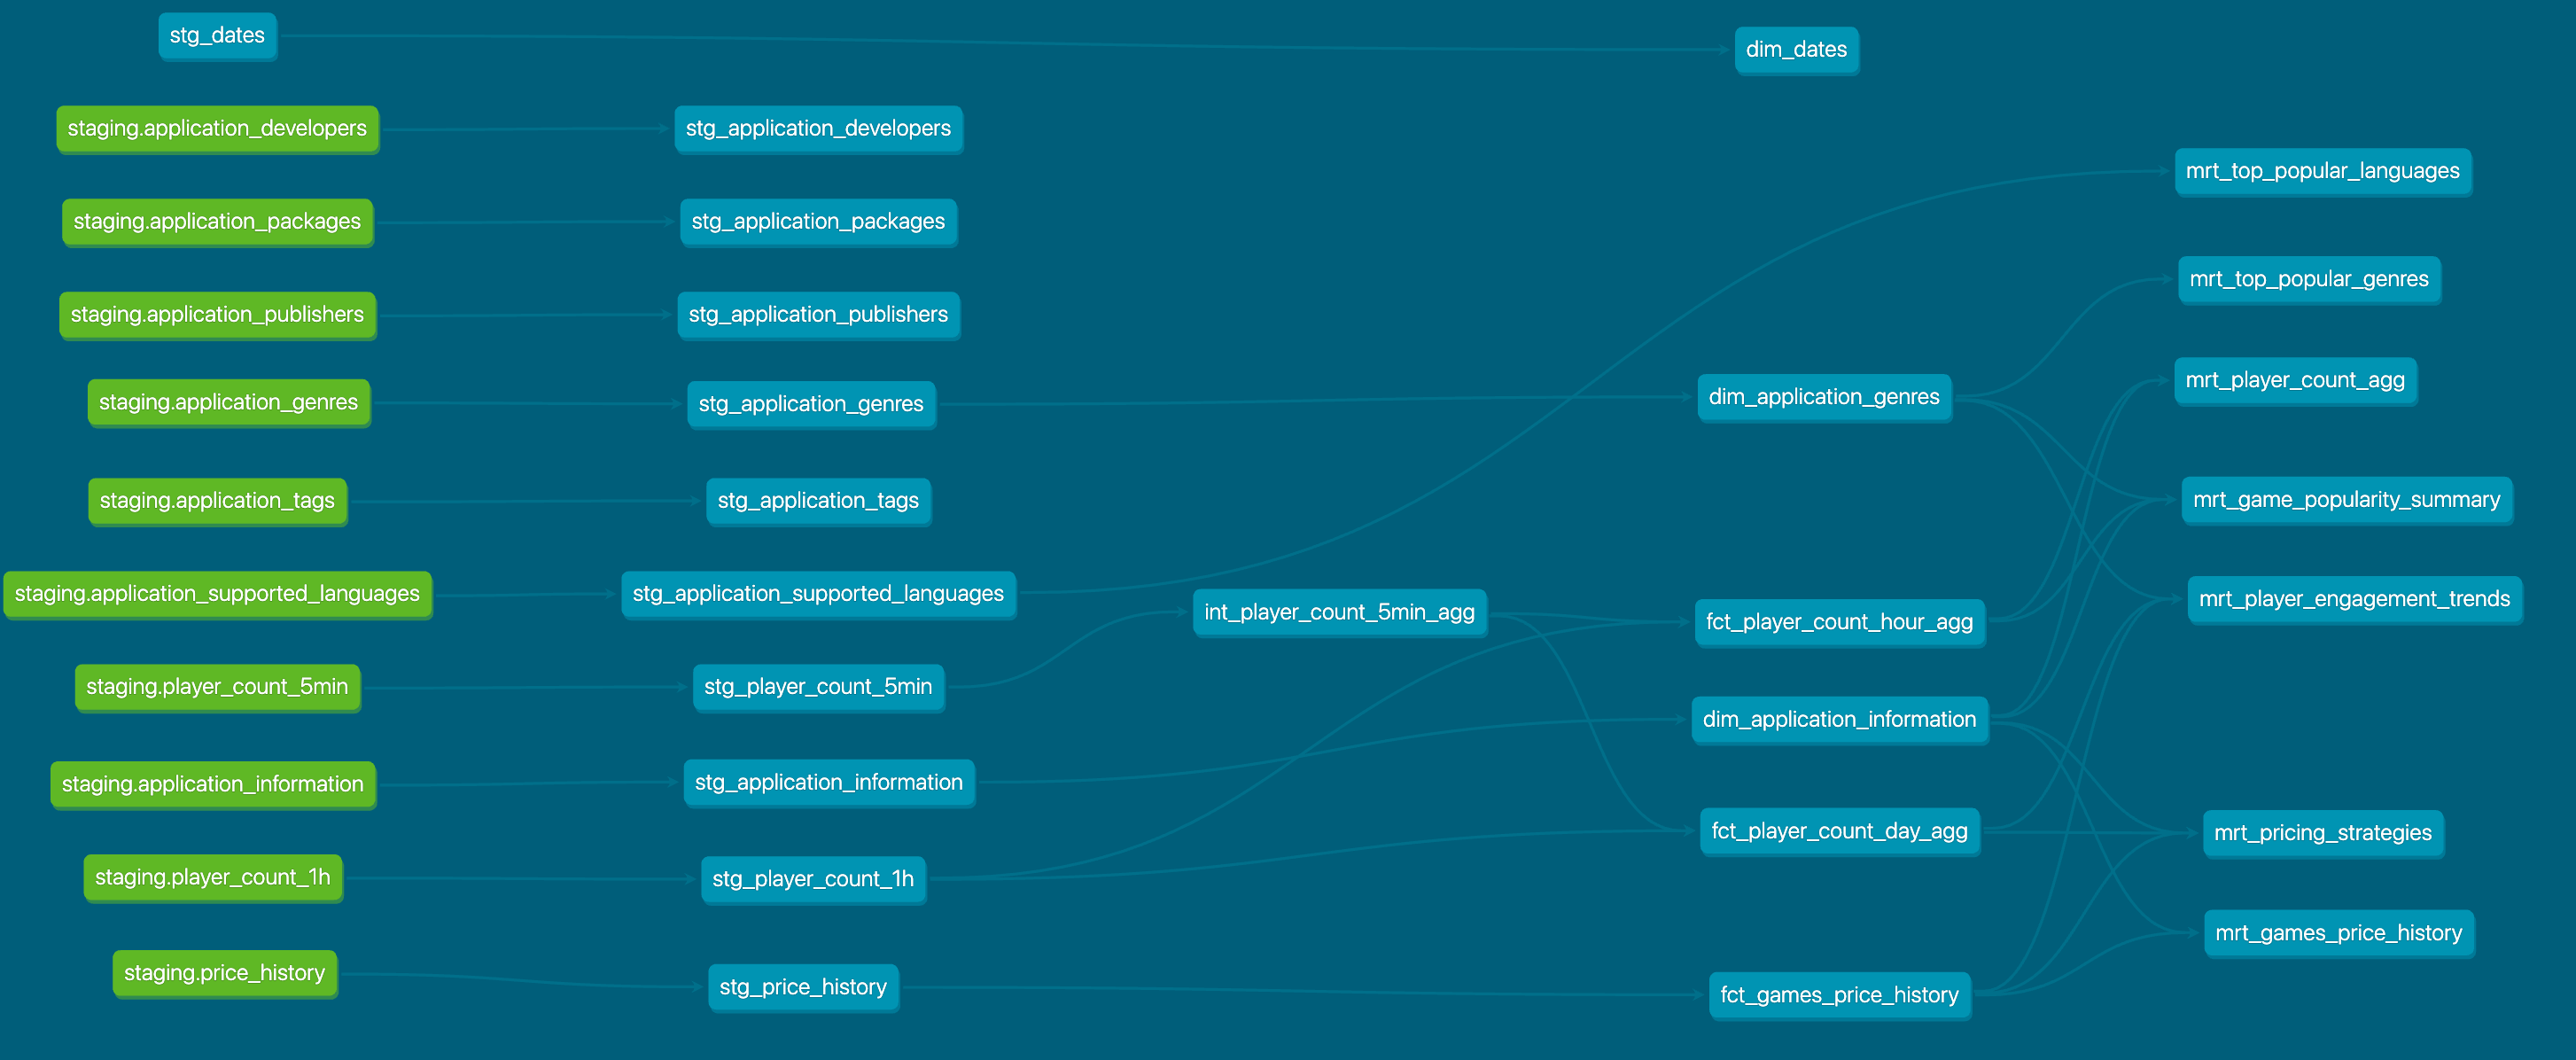 stg_dates
dim_dates
staging.application_developers
stg_application_developers
mrt_top_popular_languages
staging.application_packages
stg_application_packages
mrt_top_popular_genres
staging.application_publishers
stg_application_publishers
mrt_player_count_agg
staging.application_genres
stg_application_genres
dim_application_genres
staging.application_tags
stg_application_tags
mrt_game_popularity_summary
staging.application_supported_languages
stg_application_supported_languages
int_player_count_5min_agg
fct_player_count_hour_agg
mrt_player_engagement_trends
staging.player_count_5min
stg_player_count_5min
dim_application_information
staging.application_information
stg_application_information
fct_player_count_day_agg
mrt_pricing_strategies
staging.player_count_1h
stg_player_count_1h
mrt_games_price_history
staging.price_history
stg_price_history
fct_games_price_history